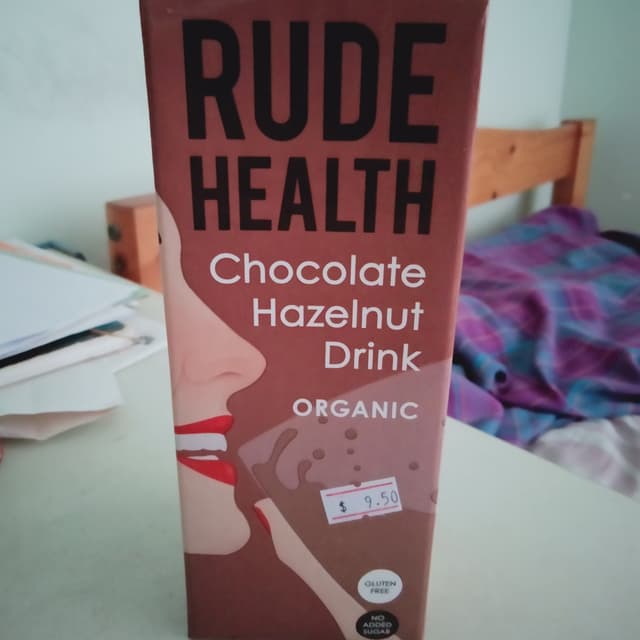 RUDE
HEALTH
Chocolate
Hazelnut
Drink
ORGANIC
$ 9.50
GLUTEN
FREE
NO
ADDED
SUGAR